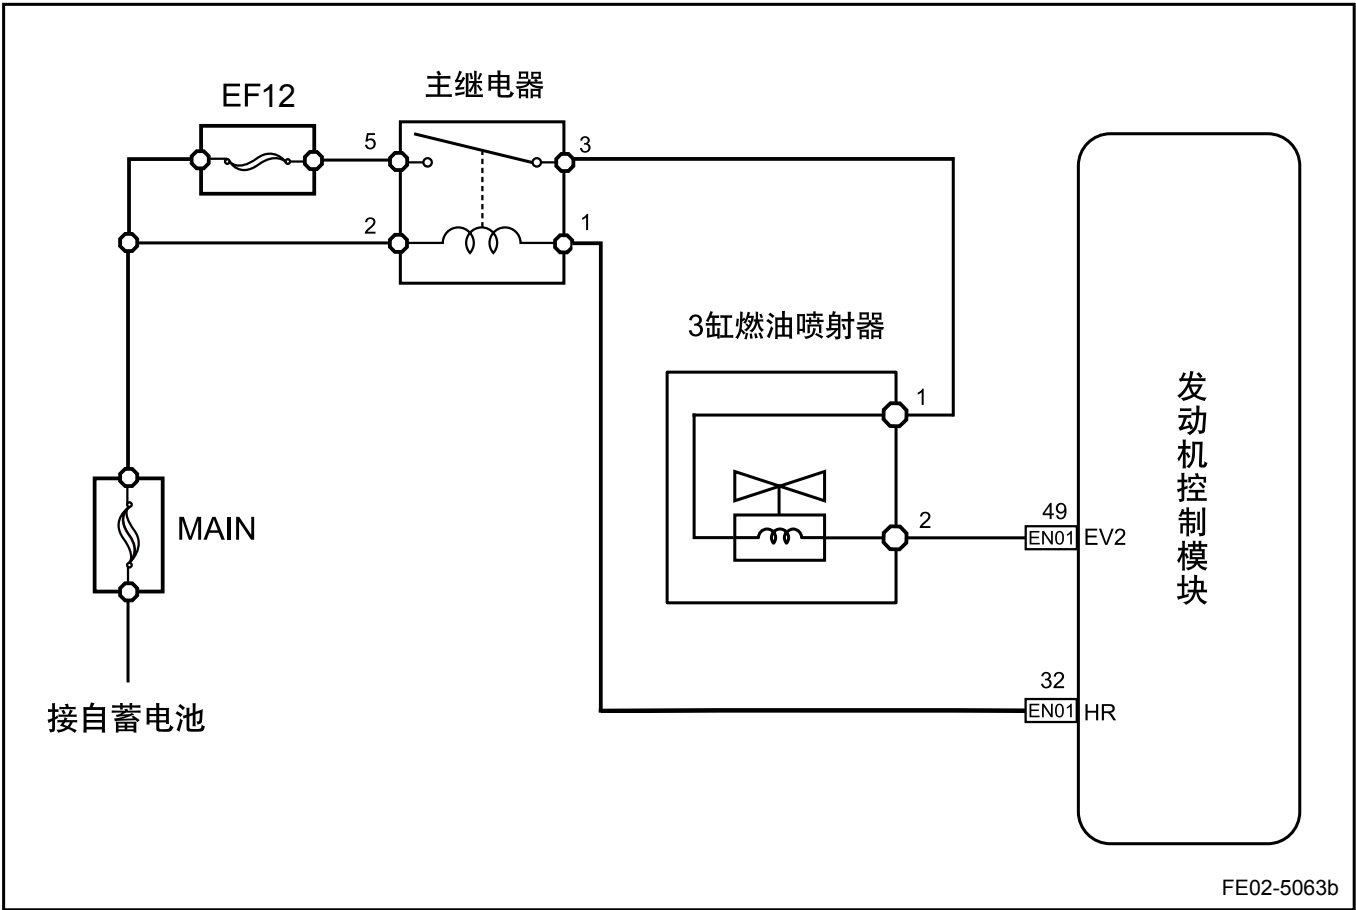 EF12
主继电器
5
3
2
1
3缸燃油喷射器
1
2
49
EN01
EV2
发动机控制模块
MAIN
32
EN01
HR
接自蓄电池
FE02-5063b